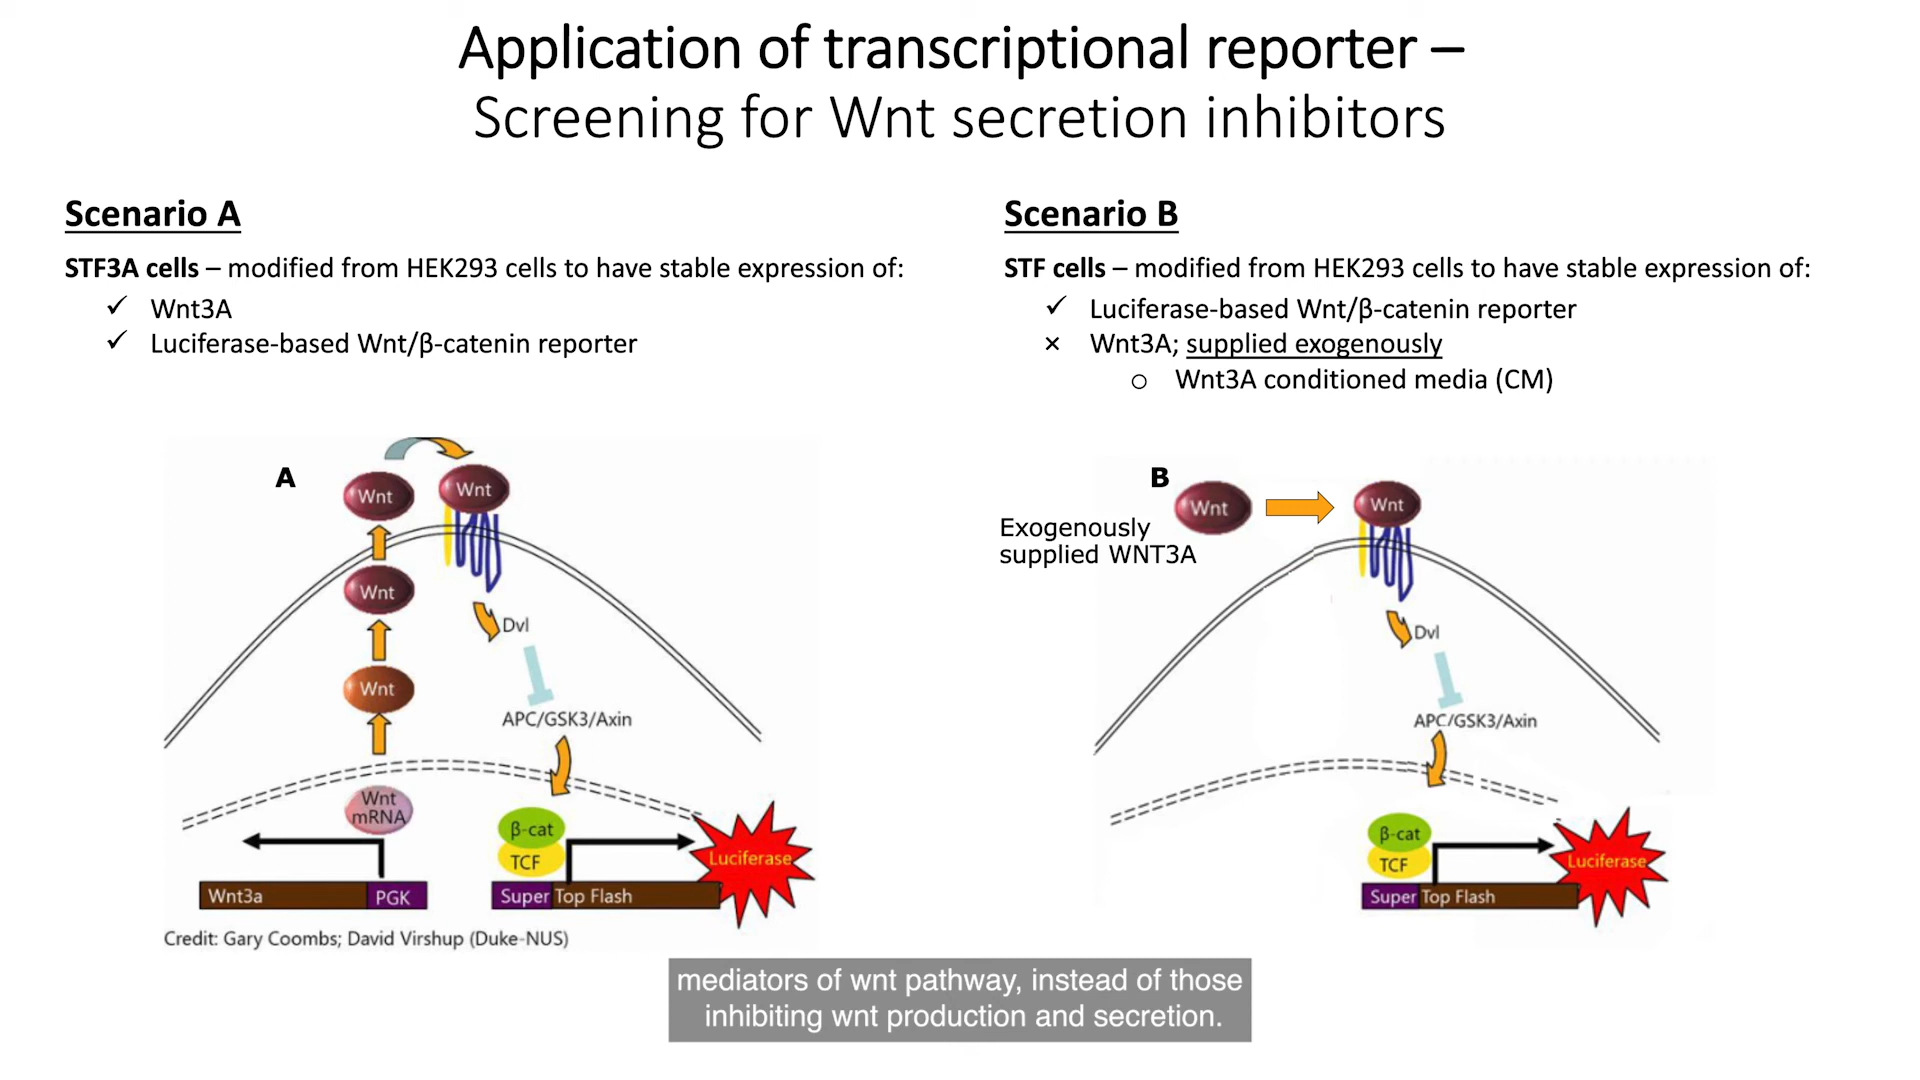 Application of transcriptional reporter –
Screening for Wnt secretion inhibitors
Scenario A
STF3A cells – modified from HEK293 cells to have stable expression of:
✓ Wnt3A
✓ Luciferase-based Wnt/β-catenin reporter
A
Wnt
Wnt
Wnt
Wnt
Dvl
APC/GSK3/Axin
Wnt
mRNA
β-cat
TCF
Luciferase
Wnt3a
PGK
Super
Top Flash
Credit: Gary Coombs; David Virshup (Duke-NUS)
Scenario B
STF cells – modified from HEK293 cells to have stable expression of:
✓ Luciferase-based Wnt/β-catenin reporter
× Wnt3A; supplied exogenously
○ Wnt3A conditioned media (CM)
B
Wnt
Wnt
Exogenously
supplied WNT3A
Dvl
APC/GSK3/Axin
β-cat
TCF
Luciferase
Super
Top Flash
mediators of wnt pathway, instead of those
inhibiting wnt production and secretion.